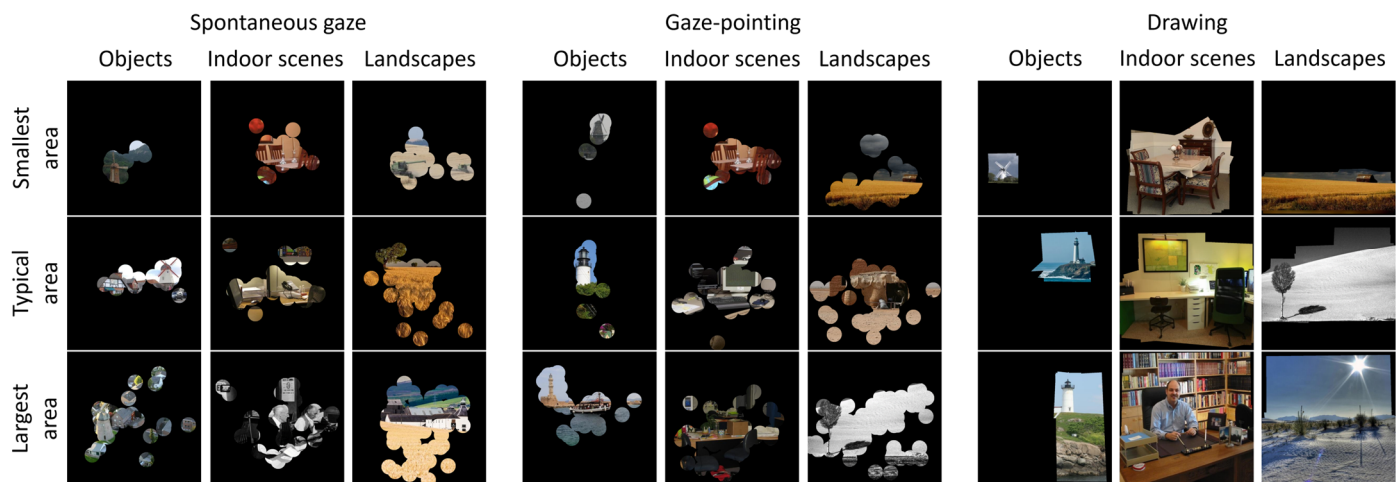 Spontaneous gaze
Gaze-pointing
Drawing
Objects
Indoor scenes
Landscapes
Objects
Indoor scenes
Landscapes
Objects
Indoor scenes
Landscapes
Smallest
area
Typical
area
Largest
area